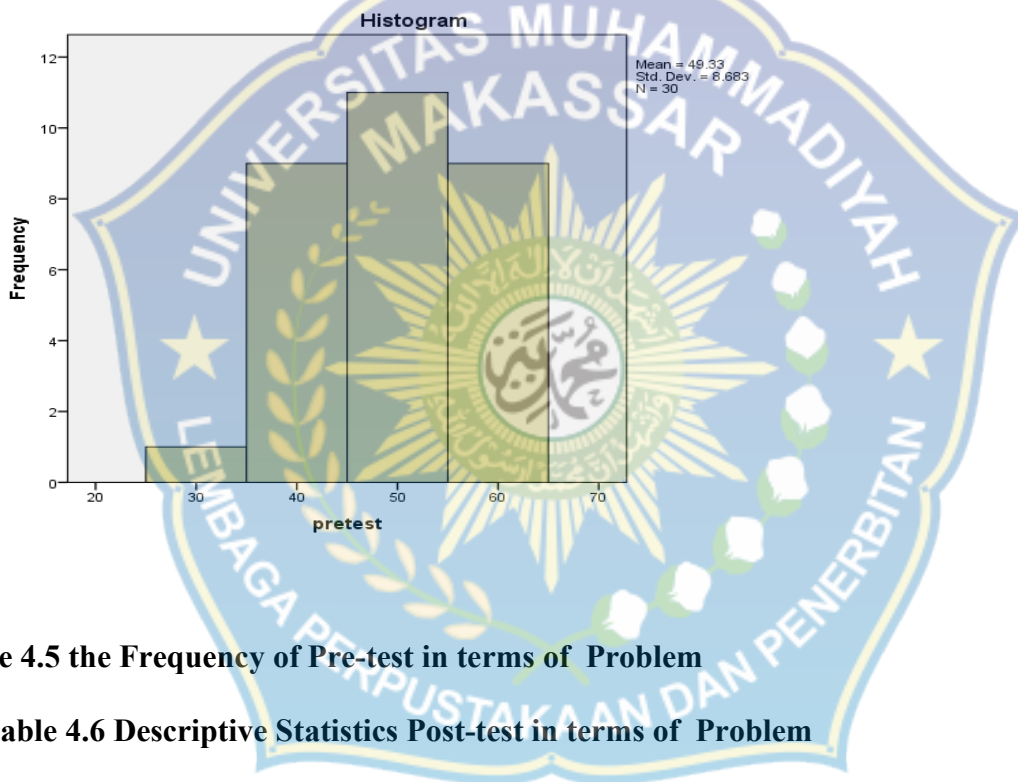 Histogram
12
10
8
6
4
2
0
Frequency
20 30 40 50 60 70
pretest
Mean = 49.33
Std. Dev. = 8.683
N = 30
UNIVERSITAS MUHAMMADIYAH
MAKASSAR
LEMBAGA PERPUSTAKAAN DAN PENERBITAN
e 4.5 the Frequency of Pre-test in terms of Problem
able 4.6 Descriptive Statistics Post-test in terms of Problem